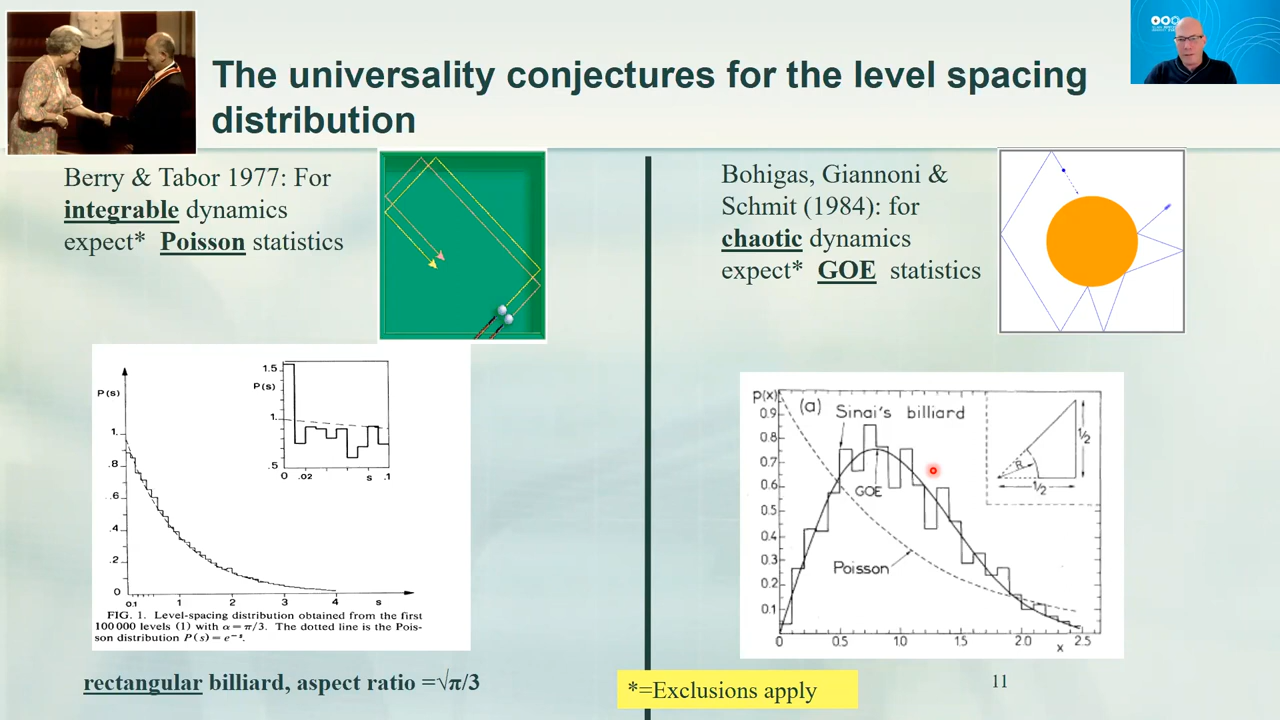 The universality conjectures for the level spacing
distribution
Berry & Tabor 1977: For
integrable dynamics
expect* Poisson statistics
Bohigas, Giannoni &
Schmit (1984): for
chaotic dynamics
expect* GOE statistics
P(s)
1.
.8
.6
.4
.2
0
0.1 1 2 3 4 s
1.5
P(s)
1.
.5
0 .02 s .1
FIG. 1. Level-spacing distribution obtained from the first
100 000 levels (1) with α=π/3. The dotted line is the Pois-
son distribution P(s)=e⁻ˢ.
rectangular billiard, aspect ratio =√π/3
p(x)
(a) Sinai's billiard
0.9
0.8
0.7
0.6
0.5
0.4
0.3
0.2
0.1
GOE
Poisson
R
1/2
1/2
0 0.5 1.0 1.5 2.0 2.5
x
*=Exclusions apply
11